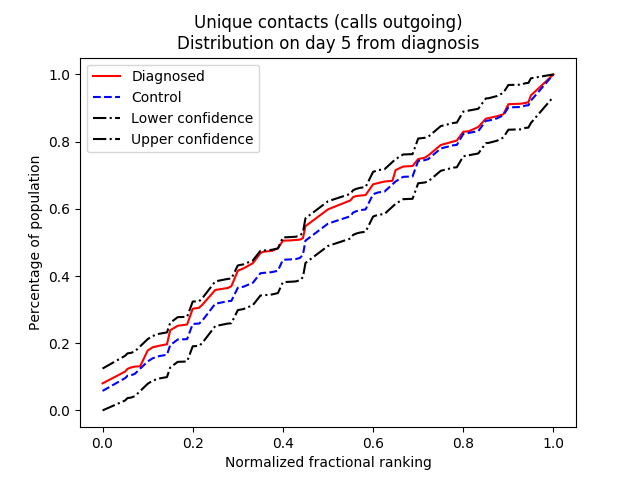 Unique contacts (calls outgoing)
Distribution on day 5 from diagnosis
Diagnosed
Control
Lower confidence
Upper confidence
Percentage of population
1.0
0.8
0.6
0.4
0.2
0.0
0.0 0.2 0.4 0.6 0.8 1.0
Normalized fractional ranking